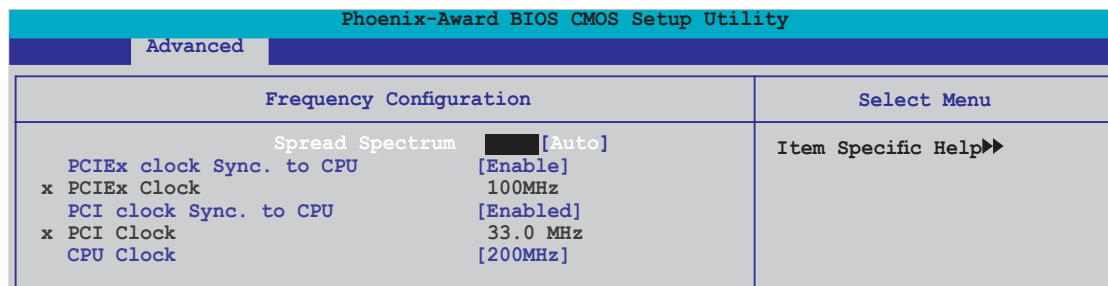 Phoenix-Award BIOS CMOS Setup Utility
Advanced
Frequency Configuration
Select Menu
Spread Spectrum [Auto]
Item Specific Help▶▶
PCIEx clock Sync. to CPU [Enable]
x PCIEx Clock 100MHz
PCI clock Sync. to CPU [Enabled]
x PCI Clock 33.0 MHz
CPU Clock [200MHz]